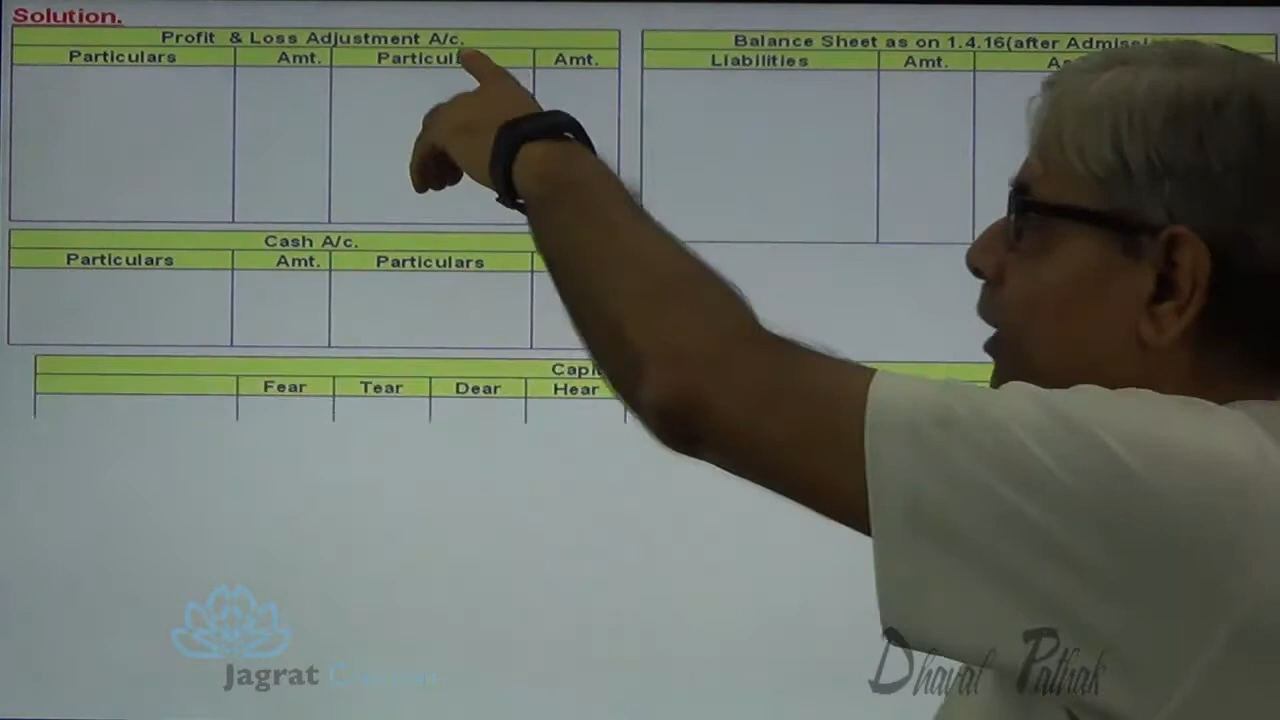 Solution.
Profit & Loss Adjustment A/c.
Particulars Amt. Amt.
Balance Sheet as on 1.4.16(after
Liabilities Amt.
Cash A/c.
Particulars Amt. Particulars
Fear Tear Dear Hear
Jagrat
Dhaval Pathak